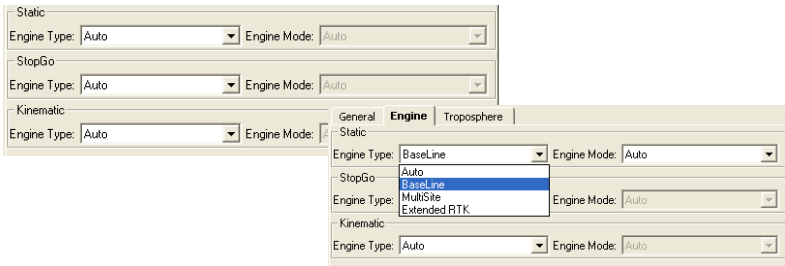 Static
Engine Type: Auto Engine Mode: Auto
StopGo
Engine Type: Auto Engine Mode: Auto
Kinematic
Engine Type: Auto Engine Mode:
General Engine Troposphere
Static
Engine Type: BaseLine Engine Mode: Auto
Auto
StopGo BaseLine
Engine Type: MultiSite Engine Mode: Auto
Extended RTK
Kinematic
Engine Type: Auto Engine Mode: Auto